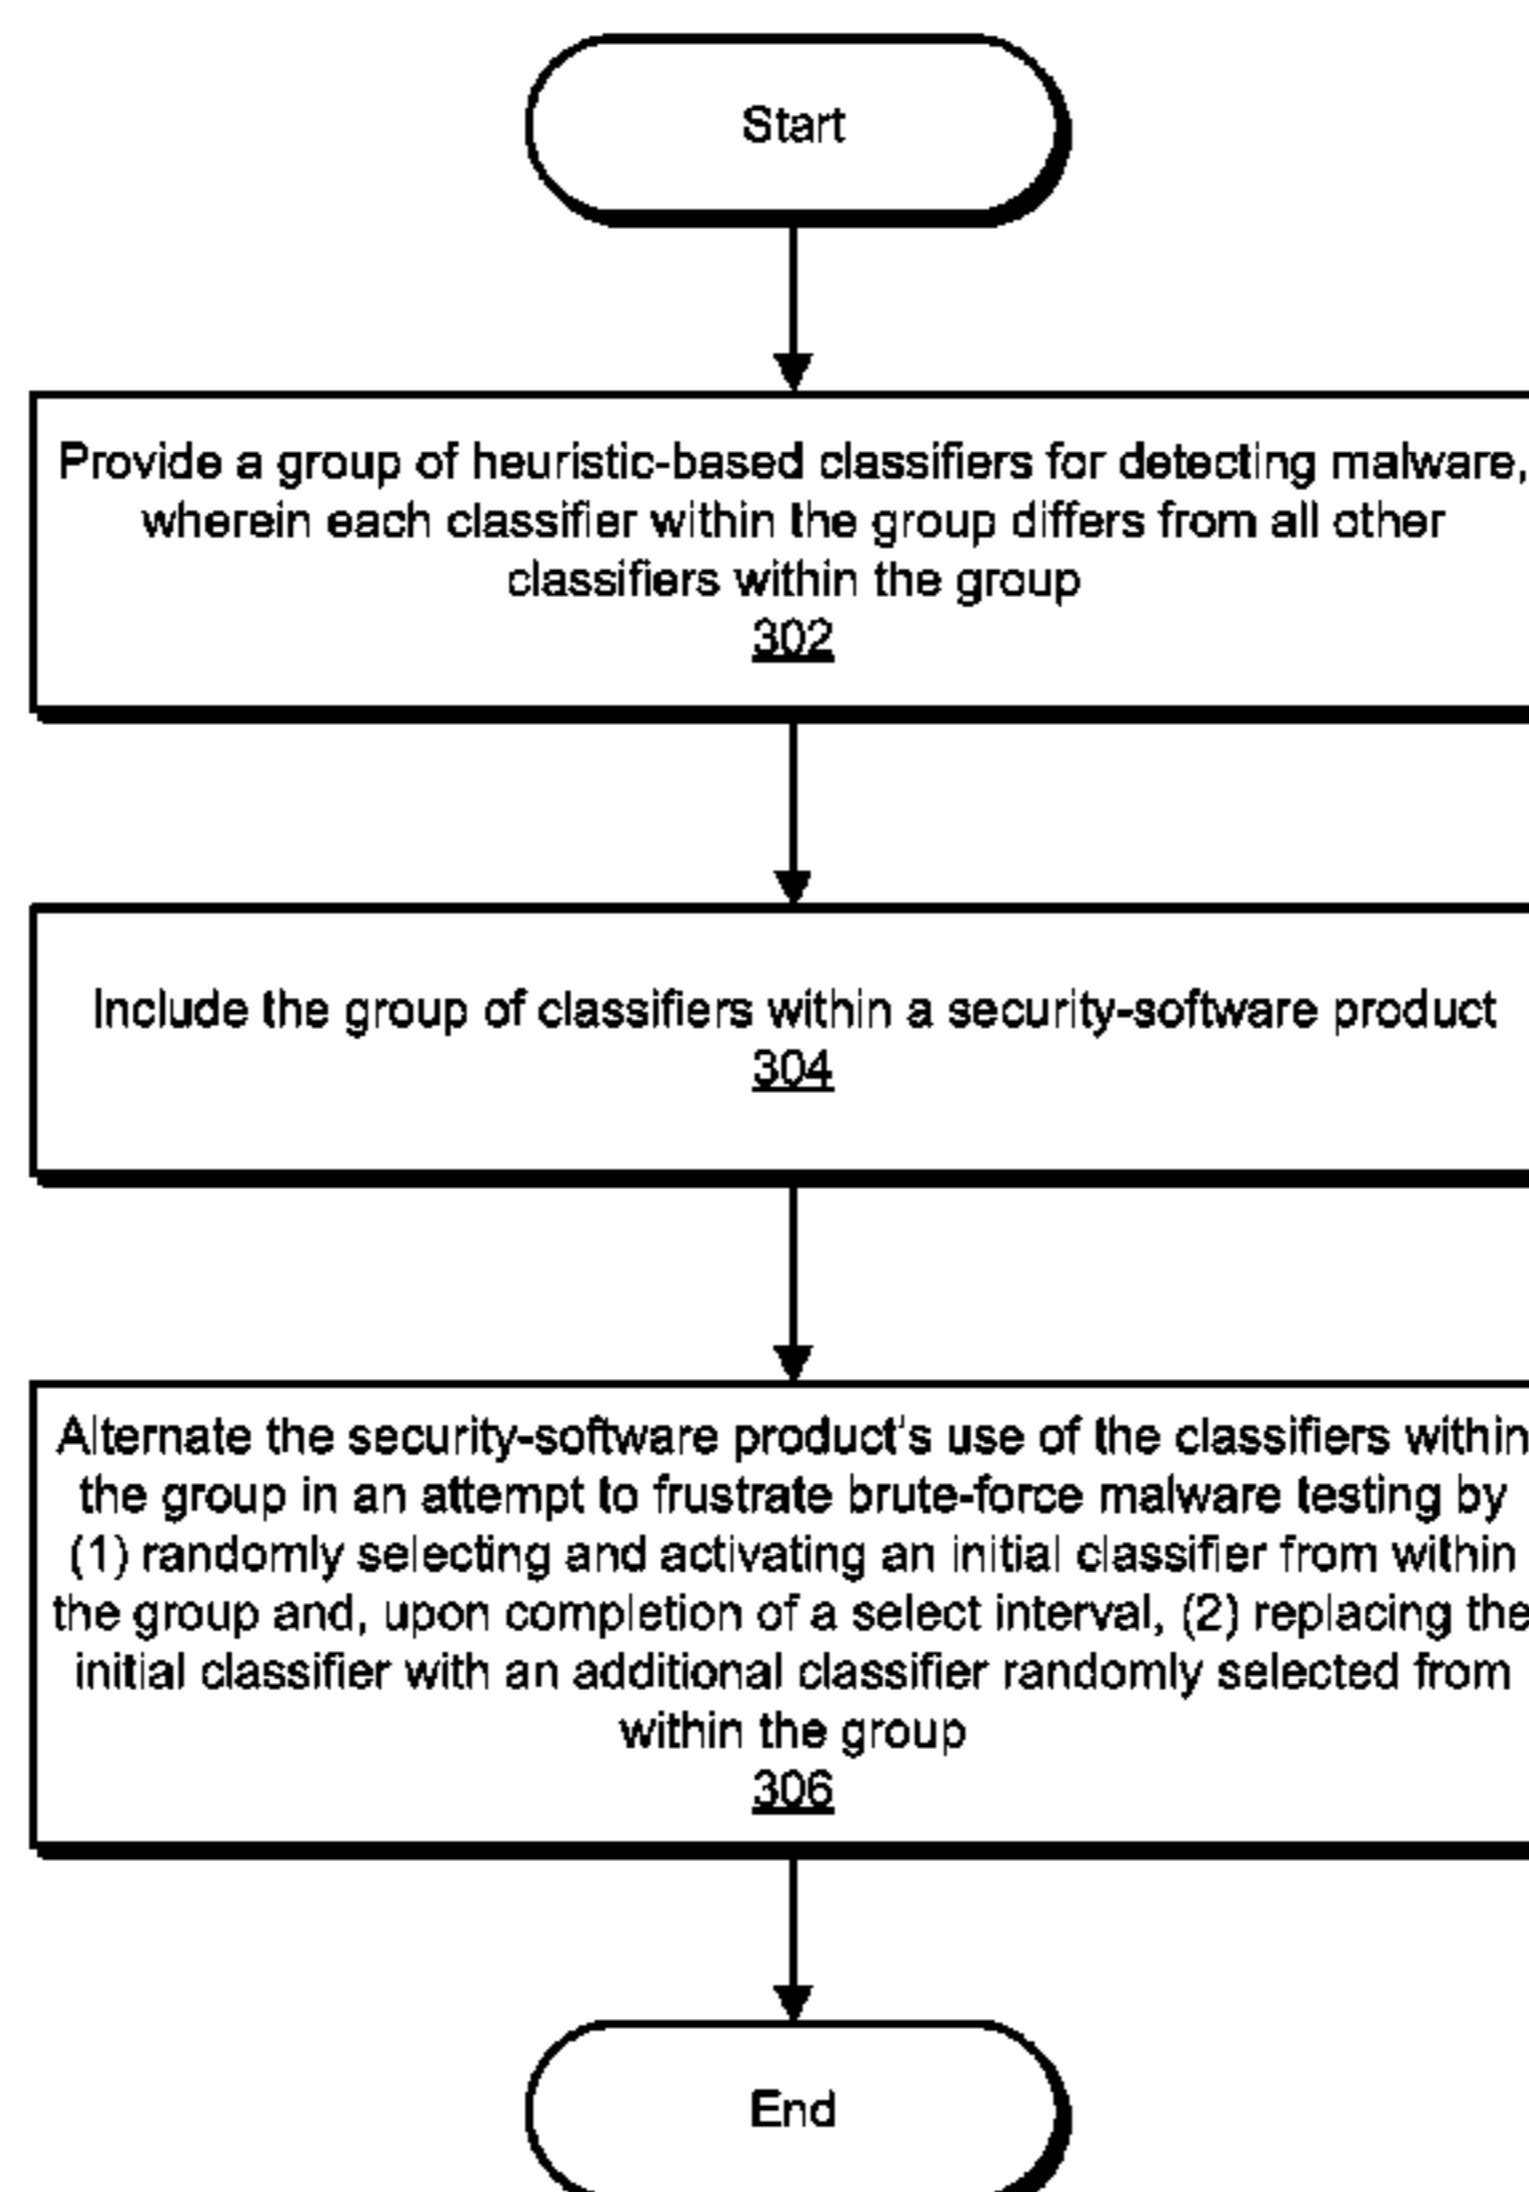 Start
Provide a group of heuristic-based classifiers for detecting malware,
wherein each classifier within the group differs from all other
classifiers within the group
302
Include the group of classifiers within a security-software product
304
Alternate the security-software product's use of the classifiers within
the group in an attempt to frustrate brute-force malware testing by
(1) randomly selecting and activating an initial classifier from within
the group and, upon completion of a select interval, (2) replacing the
initial classifier with an additional classifier randomly selected from
within the group
306
End